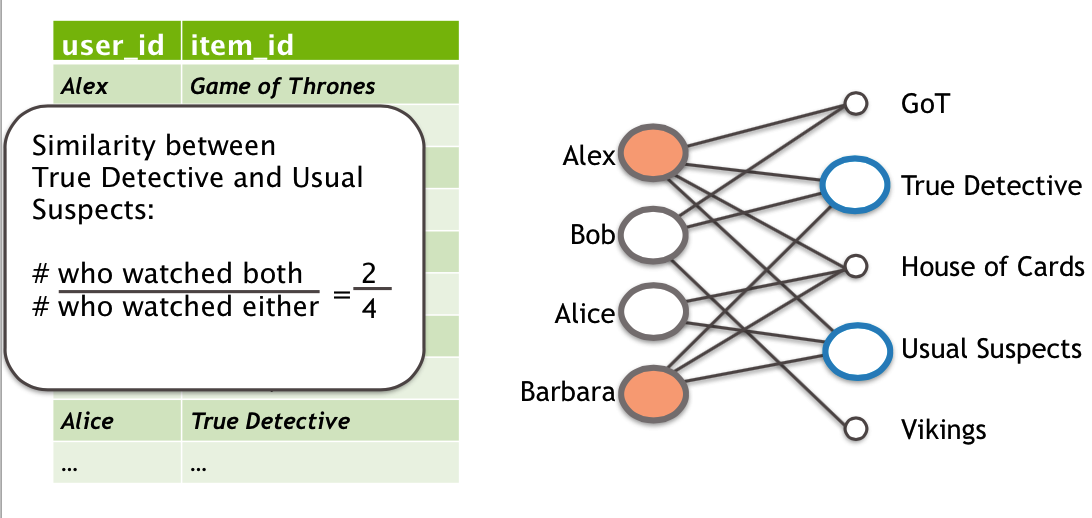 user_id item_id
Alex Game of Thrones
Similarity between
True Detective and Usual
Suspects:
# who watched both
# who watched either
=
2
4
Alice True Detective
... ...
Alex
Bob
Alice
Barbara
GoT
True Detective
House of Cards
Usual Suspects
Vikings